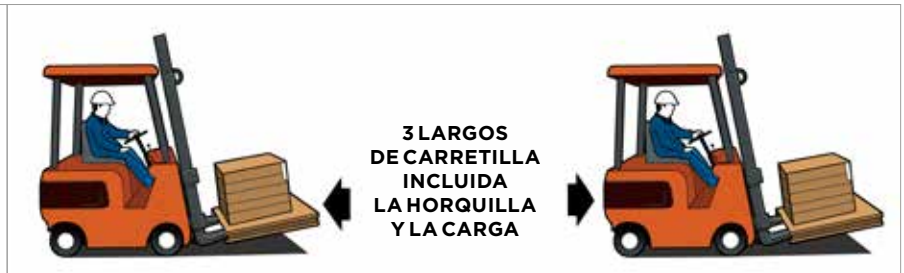 3 LARGOS
DE CARRETILLA
INCLUIDA
LA HORQUILLA
Y LA CARGA